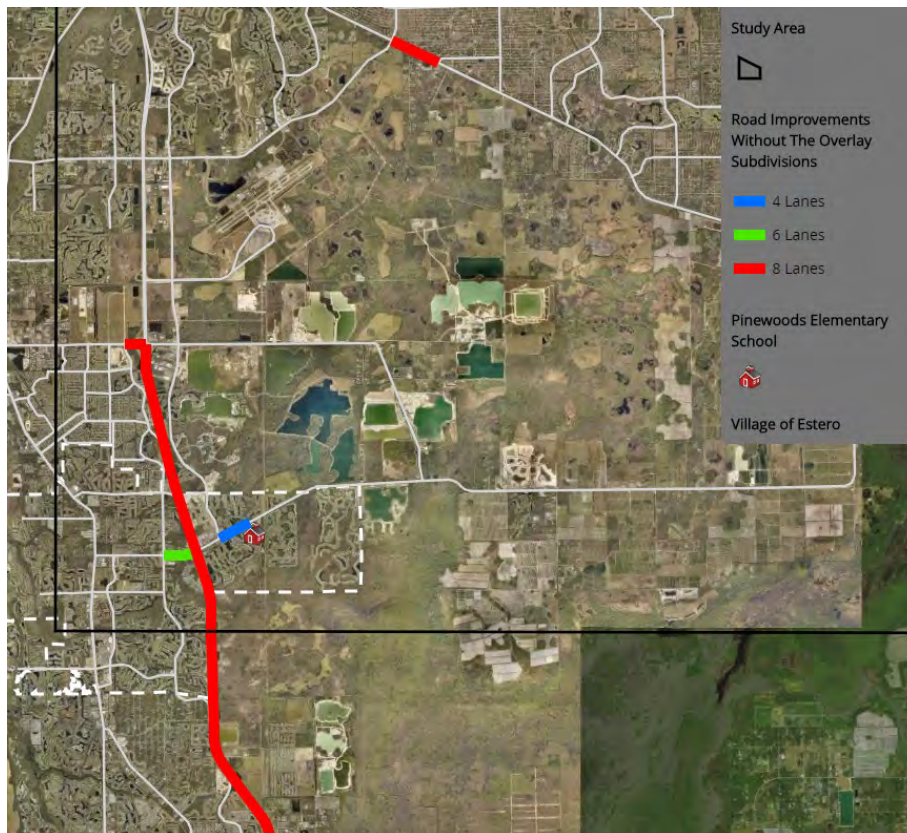 Study Area
Road Improvements
Without The Overlay
Subdivisions
4 Lanes
6 Lanes
8 Lanes
Pinewoods Elementary
School
Village of Estero